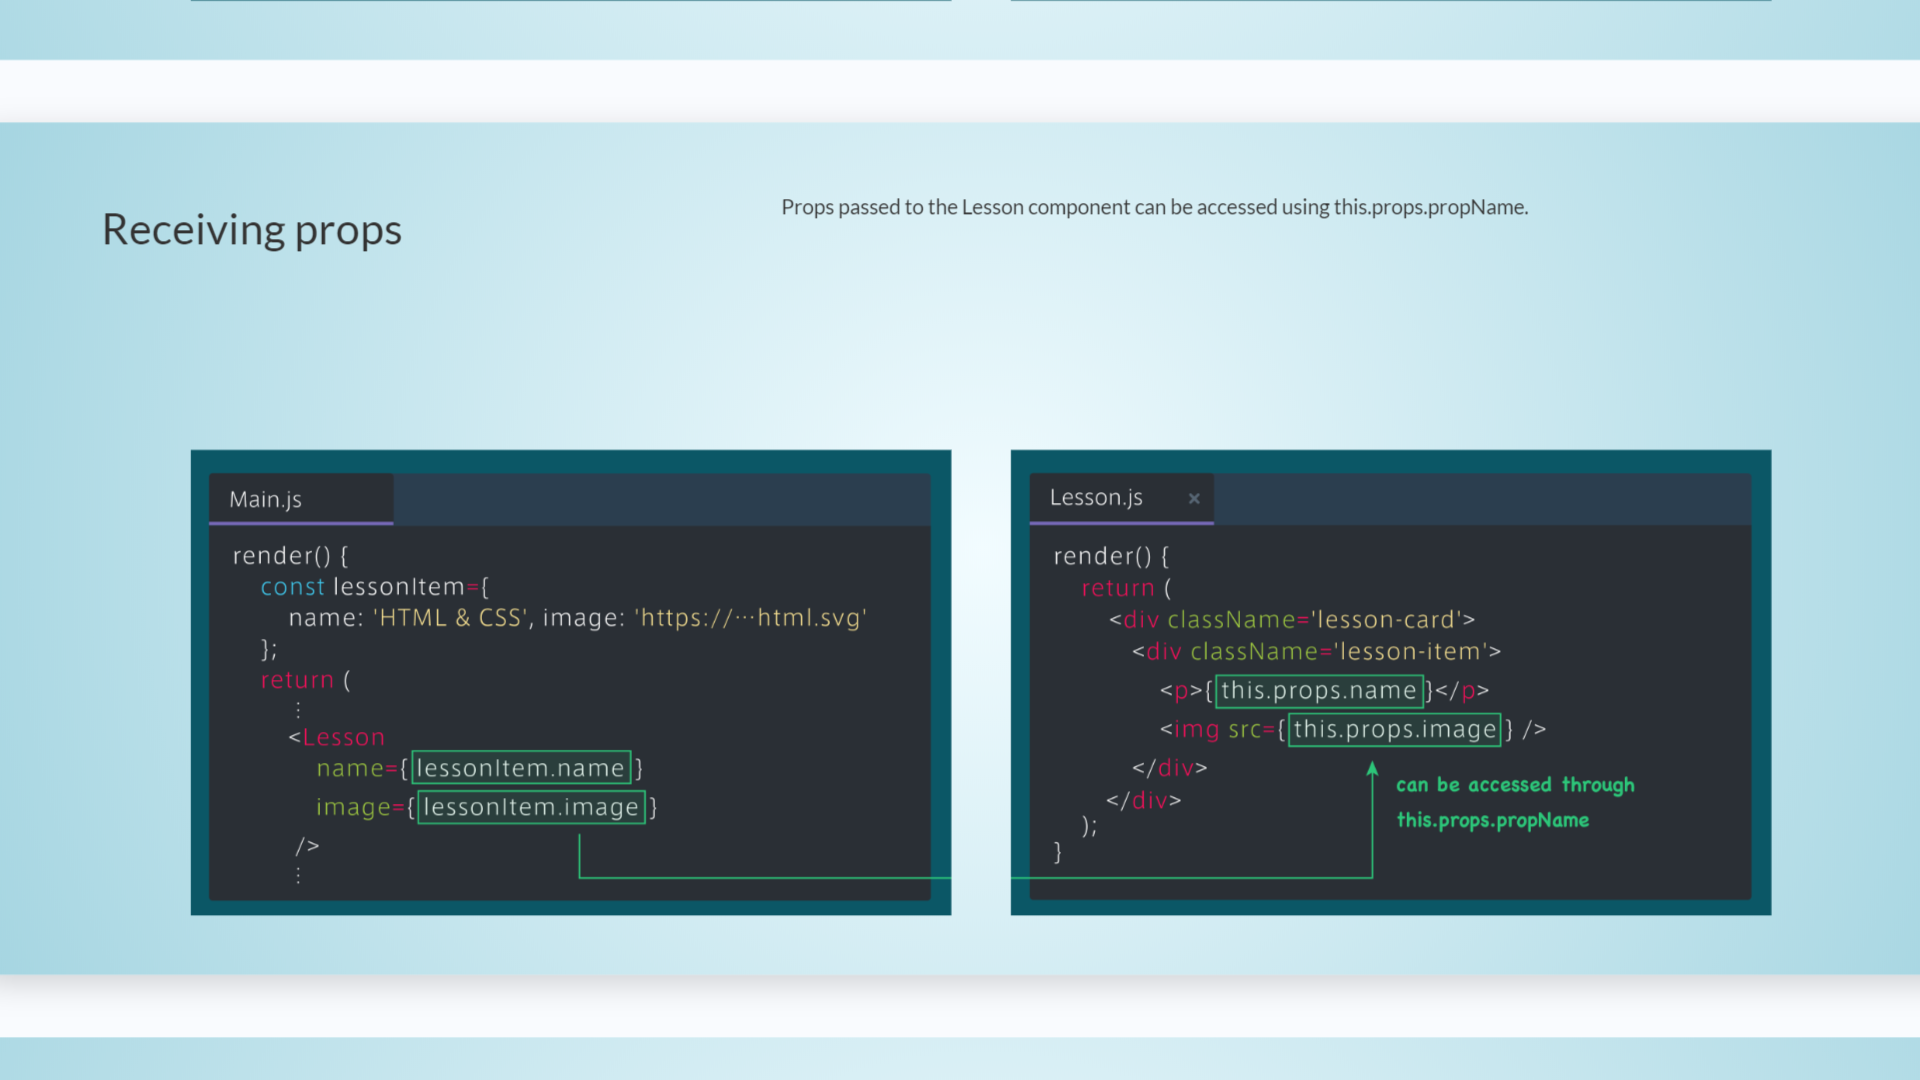 Receiving props
Props passed to the Lesson component can be accessed using this.props.propName.
Main.js
render() {
const lessonItem={
name: 'HTML & CSS', image: 'https://···html.svg'
};
return (
⋮
<Lesson
name={lessonItem.name}
image={lessonItem.image}
/>
⋮
Lesson.js ×
render() {
return (
<div className='lesson-card'>
<div className='lesson-item'>
<p>{this.props.name}</p>
<img src={this.props.image} />
</div>
</div>
);
}
can be accessed through
this.props.propName